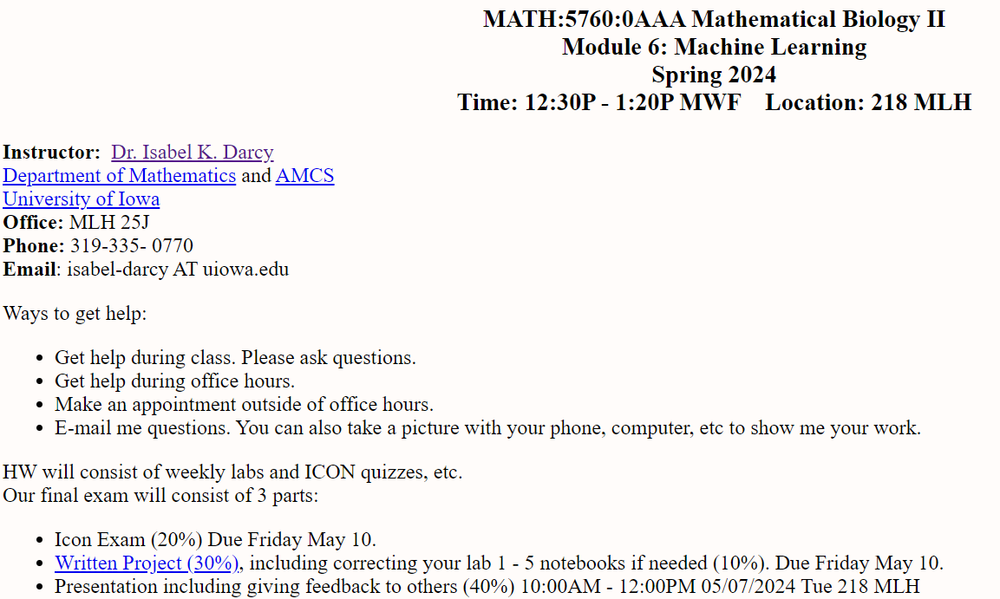 MATH:5760:0AAA Mathematical Biology II
Module 6: Machine Learning
Spring 2024
Time: 12:30P - 1:20P MWF Location: 218 MLH
Instructor: Dr. Isabel K. Darcy
Department of Mathematics and AMCS
University of Iowa
Office: MLH 25J
Phone: 319-335- 0770
Email: isabel-darcy AT uiowa.edu
Ways to get help:
• Get help during class. Please ask questions.
• Get help during office hours.
• Make an appointment outside of office hours.
• E-mail me questions. You can also take a picture with your phone, computer, etc to show me your work.
HW will consist of weekly labs and ICON quizzes, etc.
Our final exam will consist of 3 parts:
• Icon Exam (20%) Due Friday May 10.
• Written Project (30%), including correcting your lab 1 - 5 notebooks if needed (10%). Due Friday May 10.
• Presentation including giving feedback to others (40%) 10:00AM - 12:00PM 05/07/2024 Tue 218 MLH